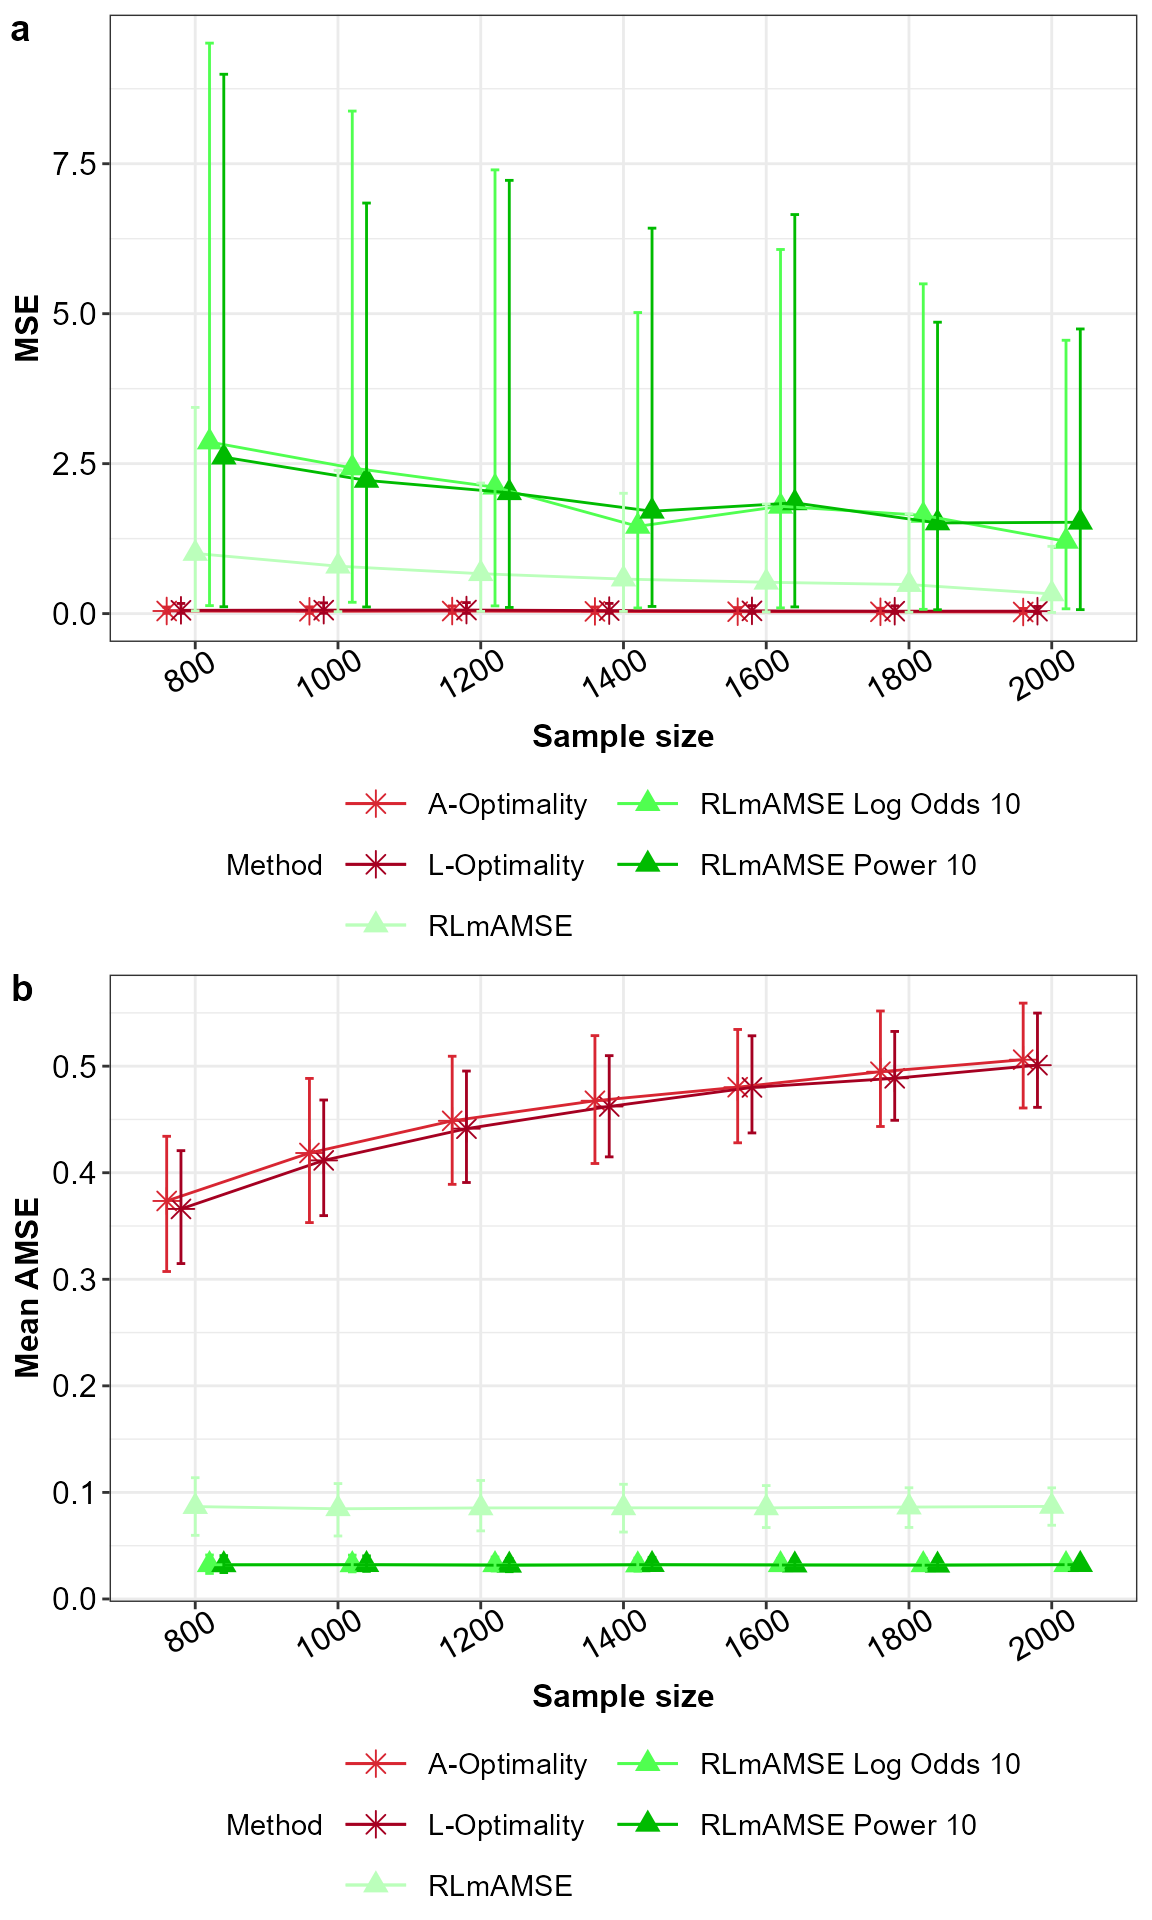 a
MSE
7.5
5.0
2.5
0.0
800 1000 1200 1400 1600 1800 2000
Sample size
Method
A-Optimality RLmAMSE Log Odds 10
L-Optimality RLmAMSE Power 10
RLmAMSE
b
Mean AMSE
0.5
0.4
0.3
0.2
0.1
0.0
800 1000 1200 1400 1600 1800 2000
Sample size
Method
A-Optimality RLmAMSE Log Odds 10
L-Optimality RLmAMSE Power 10
RLmAMSE